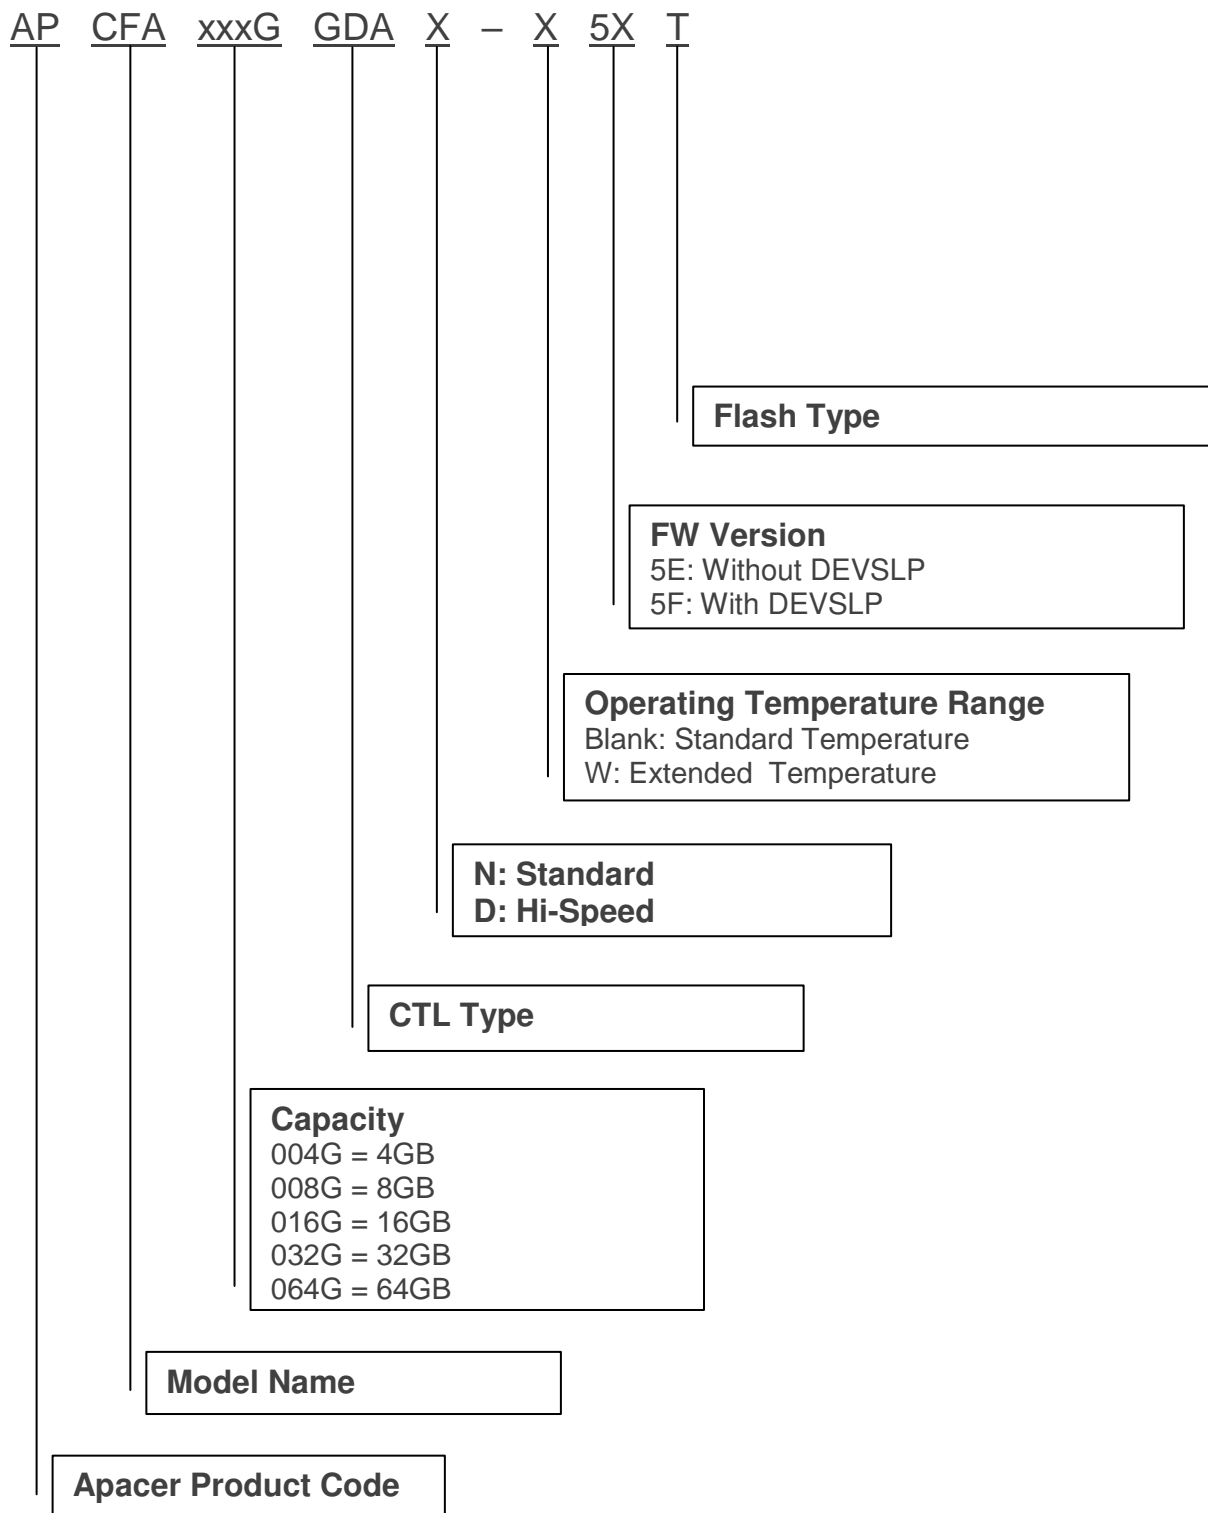 AP CFA xxxG GDA X – X 5X T
Flash Type
FW Version
5E: Without DEVSLP
5F: With DEVSLP
Operating Temperature Range
Blank: Standard Temperature
W: Extended Temperature
N: Standard
D: Hi-Speed
CTL Type
Capacity
004G = 4GB
008G = 8GB
016G = 16GB
032G = 32GB
064G = 64GB
Model Name
Apacer Product Code